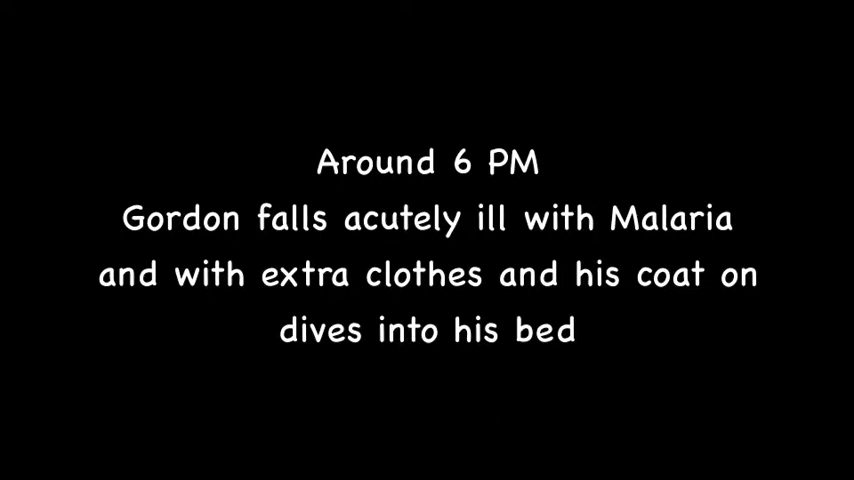 Around 6 PM
Gordon falls acutely ill with Malaria
and with extra clothes and his coat on
dives into his bed